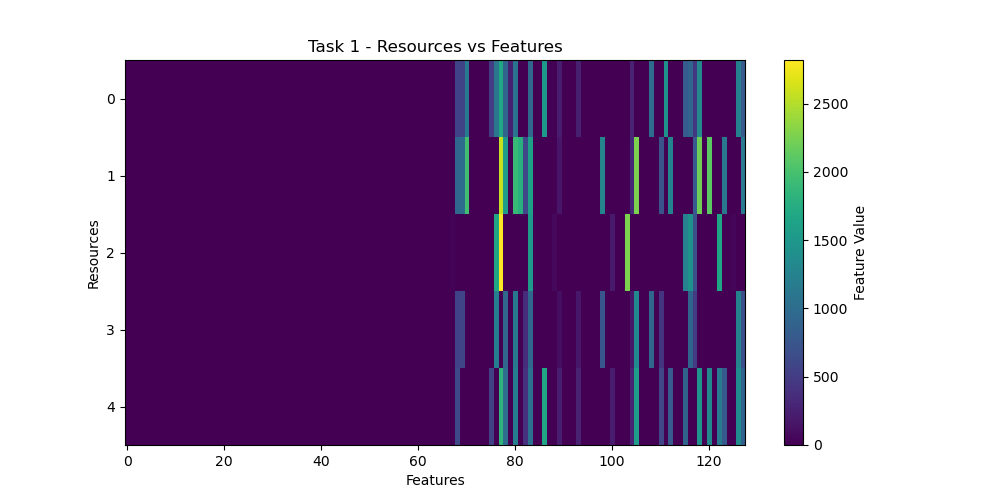 Task 1 - Resources vs Features
Resources
0
1
2
3
4
0 20 40 60 80 100 120
Features
2500
2000
1500
1000
500
0
Feature Value